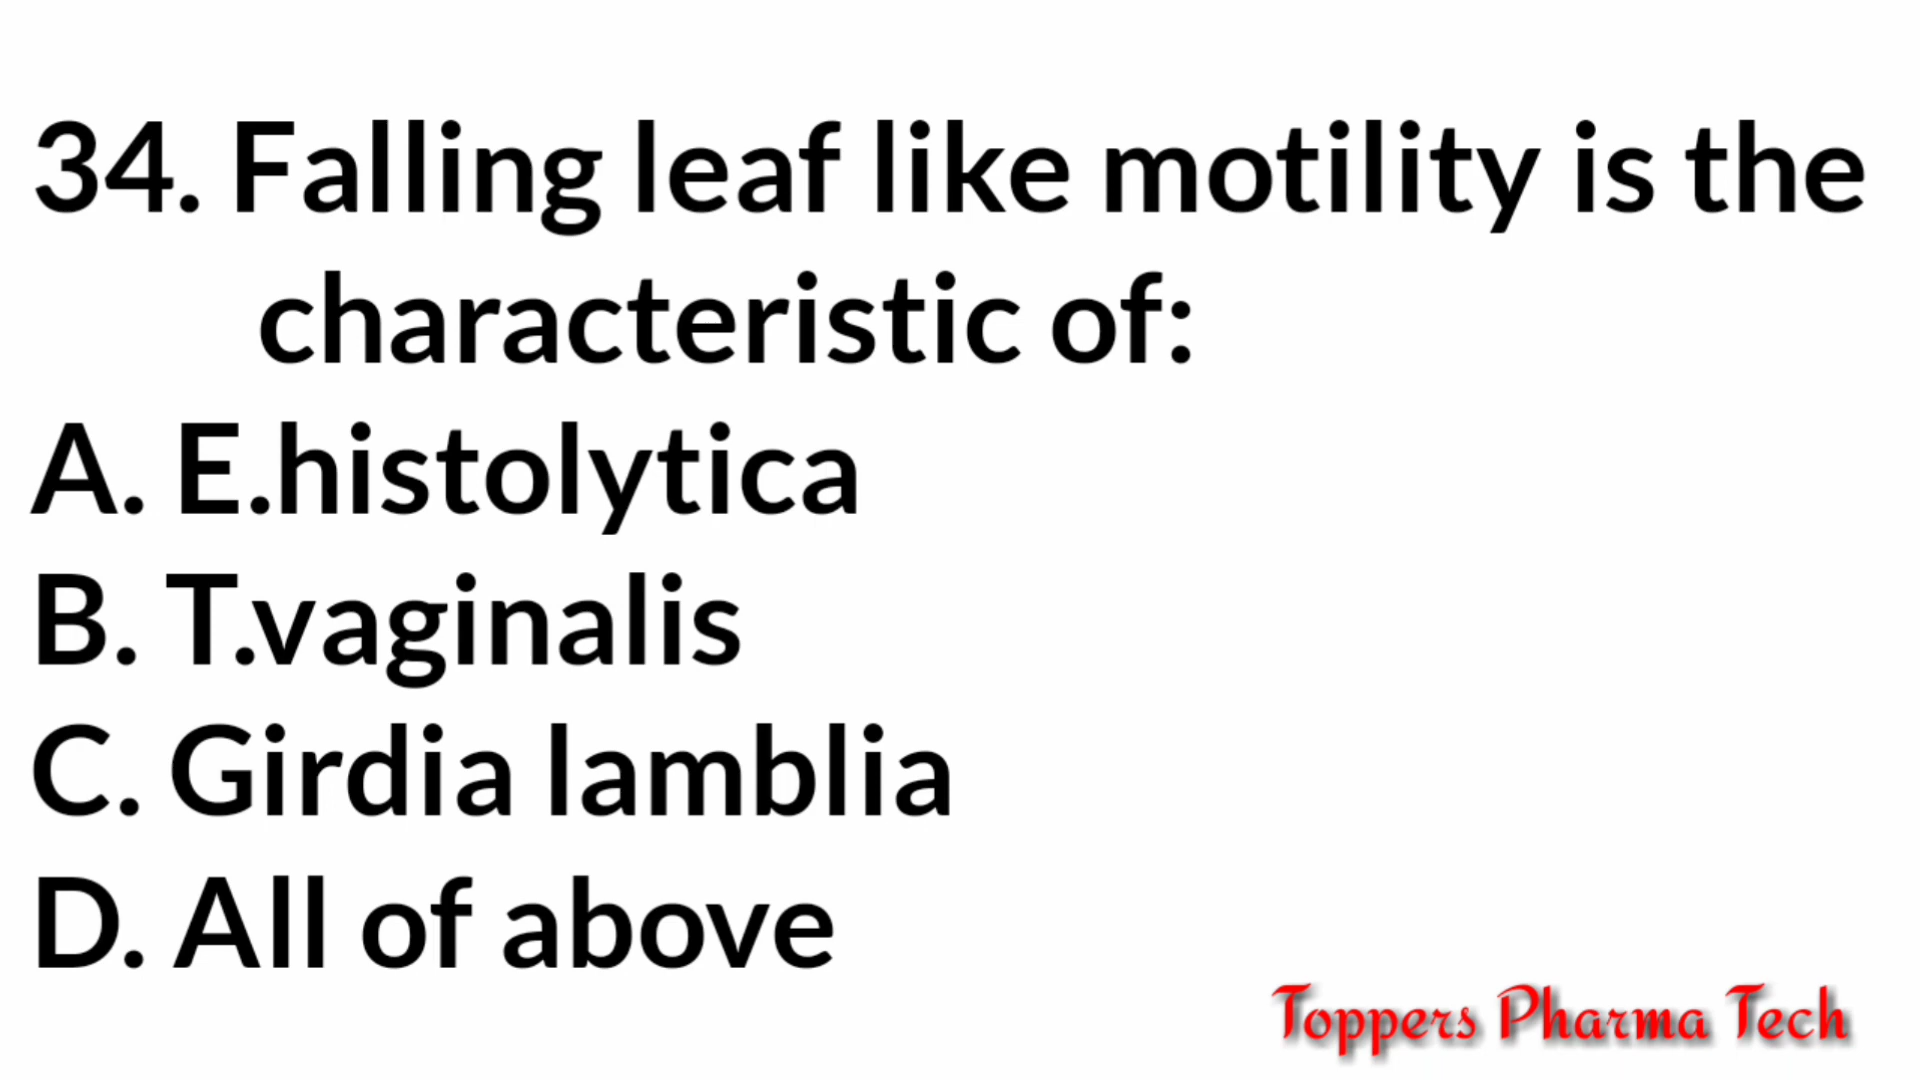 34. Falling leaf like motility is the
characteristic of:
A. E.histolytica
B. T.vaginalis
C. Girdia lamblia
D. All of above
Toppers Pharma Tech